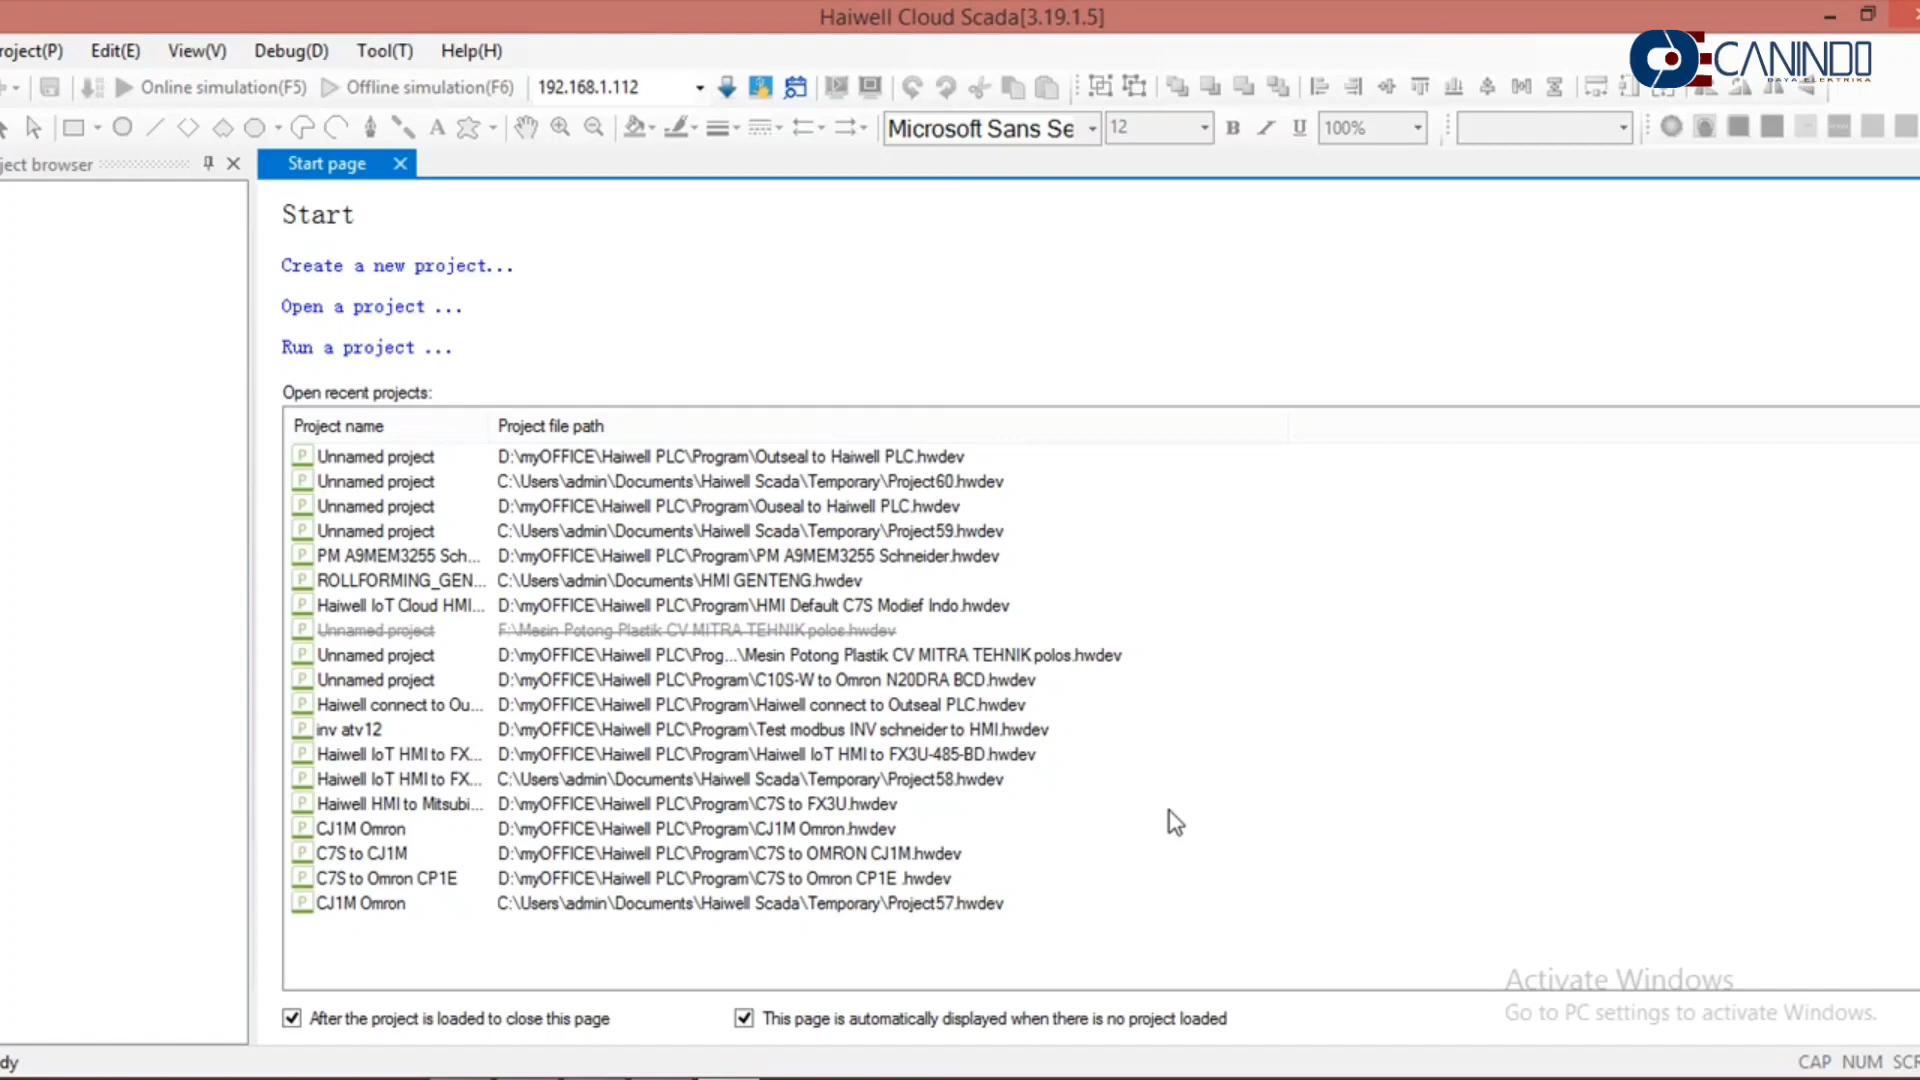 Haiwell Cloud Scada[3.19.1.5]
roject(P) Edit(E) View(V) Debug(D) Tool(T) Help(H)
CANINDO
DAYA ELEKTRIKA
Online simulation(F5) Offline simulation(F6) 192.168.1.112
A Microsoft Sans Se 12 B I U 100%
ject browser Start page
Start
Create a new project...
Open a project ...
Run a project ...
Open recent projects:
Project name Project file path
P Unnamed project D:\myOFFICE\Haiwell PLC\Program\Outseal to Haiwell PLC.hwdev
P Unnamed project C:\Users\admin\Documents\Haiwell Scada\Temporary\Project60.hwdev
P Unnamed project D:\myOFFICE\Haiwell PLC\Program\Ouseal to Haiwell PLC.hwdev
P Unnamed project C:\Users\admin\Documents\Haiwell Scada\Temporary\Project59.hwdev
P PM A9MEM3255 Sch... D:\myOFFICE\Haiwell PLC\Program\PM A9MEM3255 Schneider.hwdev
P ROLLFORMING_GEN... C:\Users\admin\Documents\HMI GENTENG.hwdev
P Haiwell IoT Cloud HMI... D:\myOFFICE\Haiwell PLC\Program\HMI Default C7S Modief Indo.hwdev
P Unnamed project F:\Mesin Potong Plastik CV MITRA TEHNIK polos.hwdev
P Unnamed project D:\myOFFICE\Haiwell PLC\Prog...\Mesin Potong Plastik CV MITRA TEHNIK polos.hwdev
P Unnamed project D:\myOFFICE\Haiwell PLC\Program\C10S-W to Omron N20DRA BCD.hwdev
P Haiwell connect to Ou... D:\myOFFICE\Haiwell PLC\Program\Haiwell connect to Outseal PLC.hwdev
P inv atv12 D:\myOFFICE\Haiwell PLC\Program\Test modbus INV schneider to HMI.hwdev
P Haiwell IoT HMI to FX... D:\myOFFICE\Haiwell PLC\Program\Haiwell IoT HMI to FX3U-485-BD.hwdev
P Haiwell IoT HMI to FX... C:\Users\admin\Documents\Haiwell Scada\Temporary\Project58.hwdev
P Haiwell HMI to Mitsubi... D:\myOFFICE\Haiwell PLC\Program\C7S to FX3U.hwdev
P CJ1M Omron D:\myOFFICE\Haiwell PLC\Program\CJ1M Omron.hwdev
P C7S to CJ1M D:\myOFFICE\Haiwell PLC\Program\C7S to OMRON CJ1M.hwdev
P C7S to Omron CP1E D:\myOFFICE\Haiwell PLC\Program\C7S to Omron CP1E .hwdev
P CJ1M Omron C:\Users\admin\Documents\Haiwell Scada\Temporary\Project57.hwdev
Activate Windows
Go to PC settings to activate Windows.
After the project is loaded to close this page This page is automatically displayed when there is no project loaded
dy CAP NUM SCR